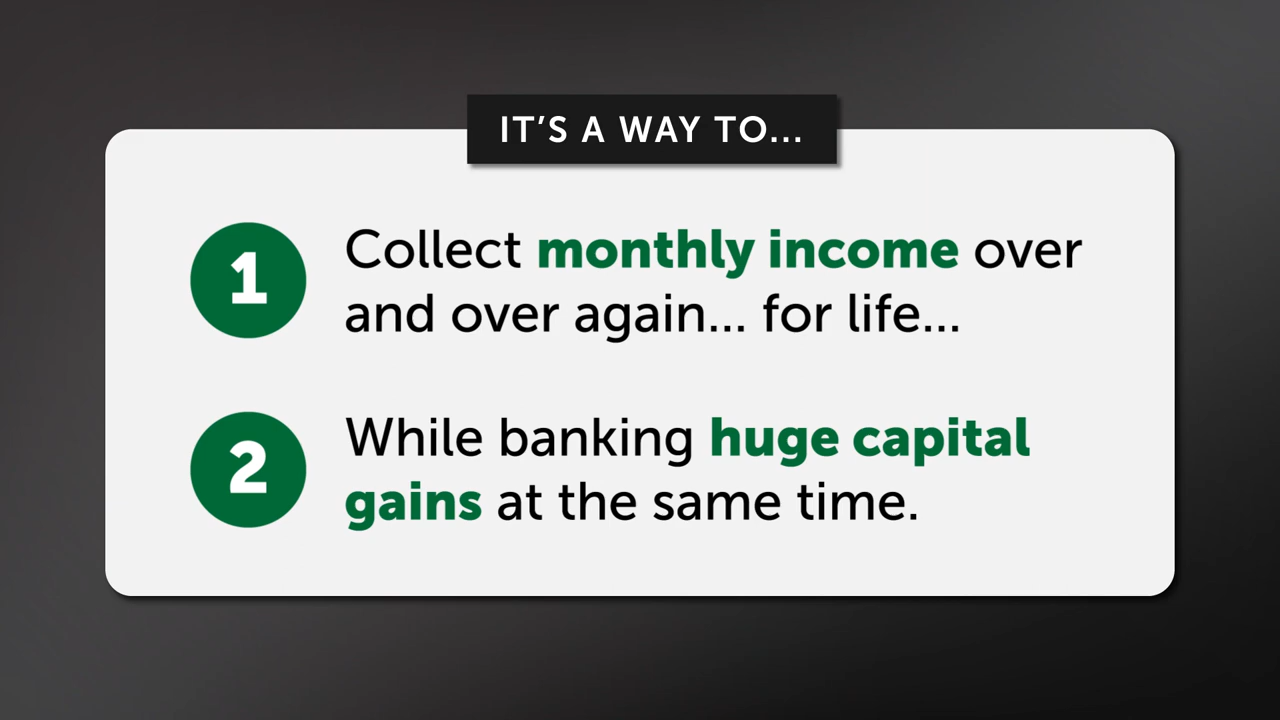 IT’S A WAY TO...
1
Collect monthly income over
and over again... for life...
2
While banking huge capital
gains at the same time.